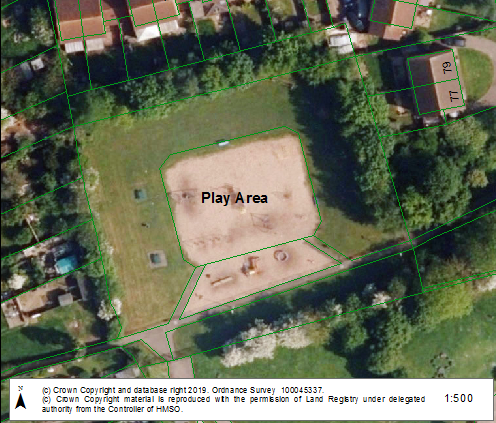 79
77
Play Area
N
(c) Crown Copyright and database right 2019. Ordnance Survey 100045337.
(c) Crown Copyright material is reproduced with the permission of Land Registry under delegated
authority from the Controller of HMSO.
1:500